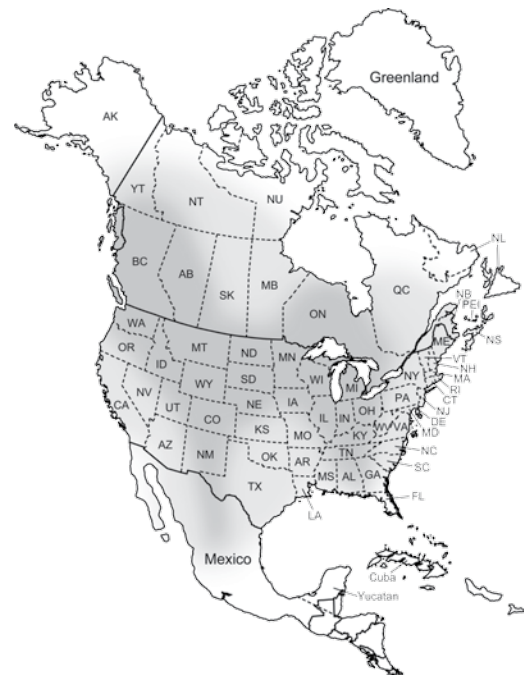 Greenland
AK
YT
NT
NU
NL
BC
AB
SK
MB
ON
QC
NB
PEI
NS
WA
OR
ID
MT
ND
MN
ME
VT
NH
MA
RI
CT
WY
SD
WI
MI
NY
NV
UT
NE
IA
PA
NJ
DE
MD
CA
CO
KS
IL
IN
OH
WV
VA
MO
KY
AZ
NM
OK
AR
TN
NC
SC
TX
MS
AL
GA
FL
LA
Mexico
Cuba
Yucatan